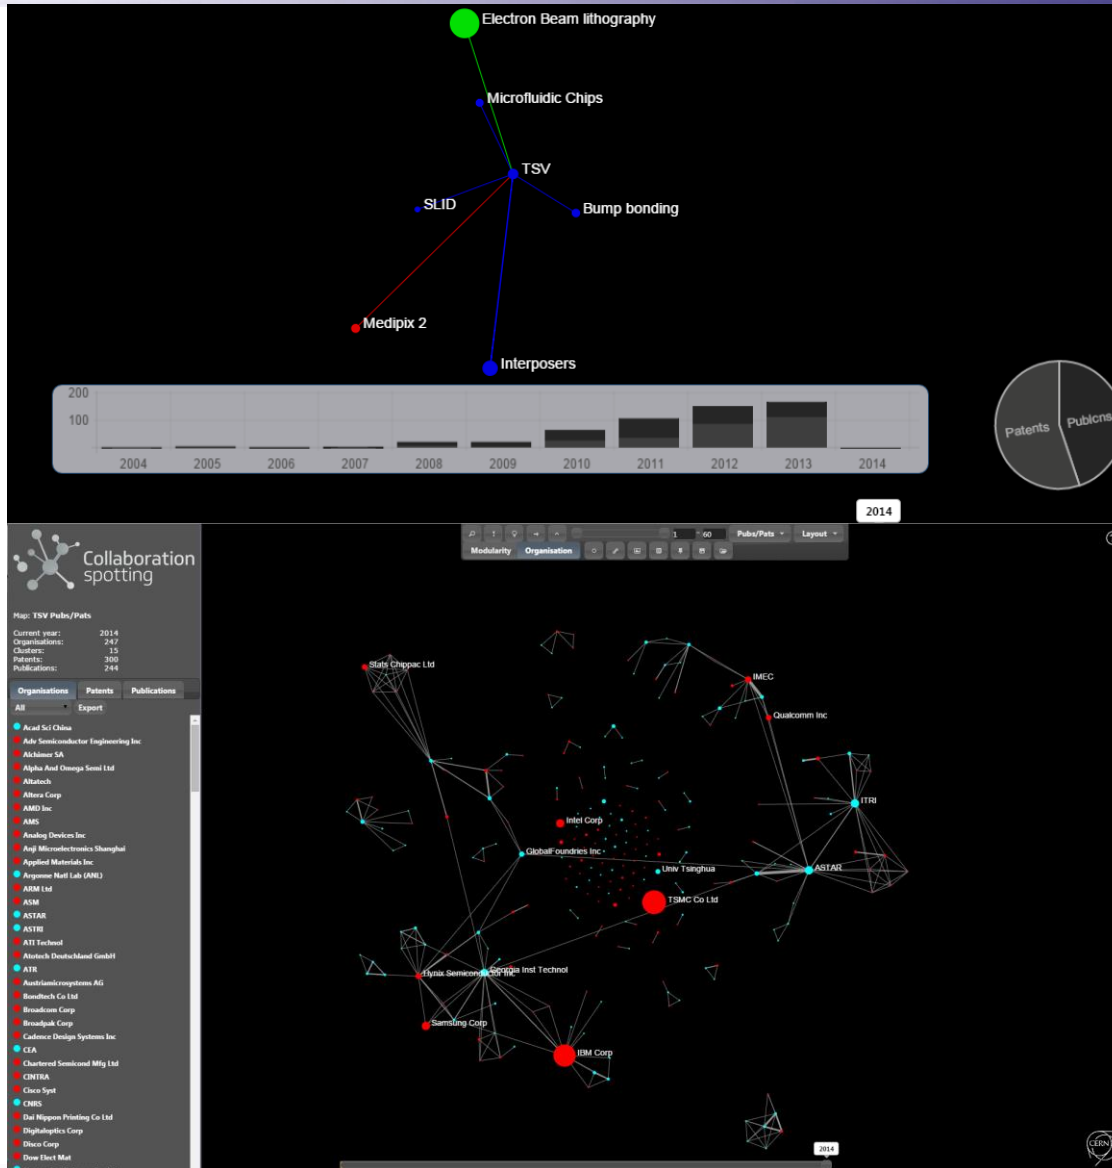 Electron Beam lithography
Microfluidic Chips
TSV
SLID
Bump bonding
Medipix 2
Interposers
200
100
2004 2005 2006 2007 2008 2009 2010 2011 2012 2013 2014
Patents
Publcns
2014
Collaboration
spotting
1 60 Pubs/Pats Layout
Modularity Organisation
Map: TSV Pubs/Pats
Current year: 2014
Organisations: 247
Clusters: 15
Patents: 300
Publications: 244
Organisations Patents Publications
All Export
Acad Sci China
Adv Semiconductor Engineering Inc
Alchimer SA
Alpha And Omega Semi Ltd
Altatech
Altera Corp
AMD Inc
AMS
Analog Devices Inc
Anji Microelectronics Shanghai
Applied Materials Inc
Argonne Natl Lab (ANL)
ARM Ltd
ASM
ASTAR
ASTRI
ATI Technol
Atotech Deutschland GmbH
ATR
Austriamicrosystems AG
Bondtech Co Ltd
Broadcom Corp
Broadpak Corp
Cadence Design Systems Inc
CEA
Chartered Semicond Mfg Ltd
CINTRA
Cisco Syst
CNRS
Dai Nippon Printing Co Ltd
Digitaloptics Corp
Disco Corp
Dow Elect Mat
Stats Chippac Ltd
IMEC
Qualcomm Inc
ITRI
Intel Corp
GlobalFoundries Inc
Univ Tsinghua
ASTAR
TSMC Co Ltd
Hynix Semiconductor Inc
Georgia Inst Technol
Samsung Corp
IBM Corp
CERN
2014